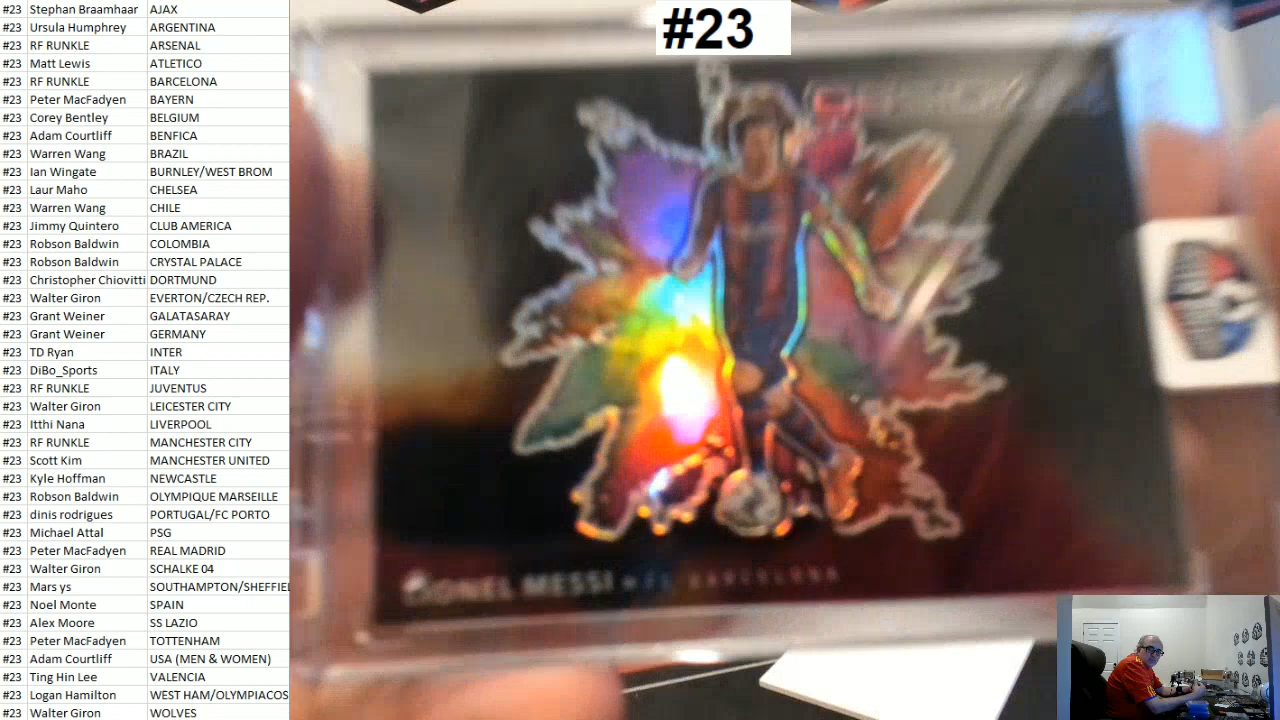 #23 Stephan Braamhaar AJAX
#23 Ursula Humphrey ARGENTINA
#23 RF RUNKLE ARSENAL
#23 Matt Lewis ATLETICO
#23 RF RUNKLE BARCELONA
#23 Peter MacFadyen BAYERN
#23 Corey Bentley BELGIUM
#23 Adam Courtliff BENFICA
#23 Warren Wang BRAZIL
#23 Ian Wingate BURNLEY/WEST BROM
#23 Laur Maho CHELSEA
#23 Warren Wang CHILE
#23 Jimmy Quintero CLUB AMERICA
#23 Robson Baldwin COLOMBIA
#23 Robson Baldwin CRYSTAL PALACE
#23 Christopher Chiovitti DORTMUND
#23 Walter Giron EVERTON/CZECH REP.
#23 Grant Weiner GALATASARAY
#23 Grant Weiner GERMANY
#23 TD Ryan INTER
#23 DiBo_Sports ITALY
#23 RF RUNKLE JUVENTUS
#23 Walter Giron LEICESTER CITY
#23 Itthi Nana LIVERPOOL
#23 RF RUNKLE MANCHESTER CITY
#23 Scott Kim MANCHESTER UNITED
#23 Kyle Hoffman NEWCASTLE
#23 Robson Baldwin OLYMPIQUE MARSEILLE
#23 dinis rodrigues PORTUGAL/FC PORTO
#23 Michael Attal PSG
#23 Peter MacFadyen REAL MADRID
#23 Walter Giron SCHALKE 04
#23 Mars ys SOUTHAMPTON/SHEFFIE
#23 Noel Monte SPAIN
#23 Alex Moore SS LAZIO
#23 Peter MacFadyen TOTTENHAM
#23 Adam Courtliff USA (MEN & WOMEN)
#23 Ting Hin Lee VALENCIA
#23 Logan Hamilton WEST HAM/OLYMPIACOS
#23 Walter Giron WOLVES
#23
LIONEL MESSI • FC BARCELONA